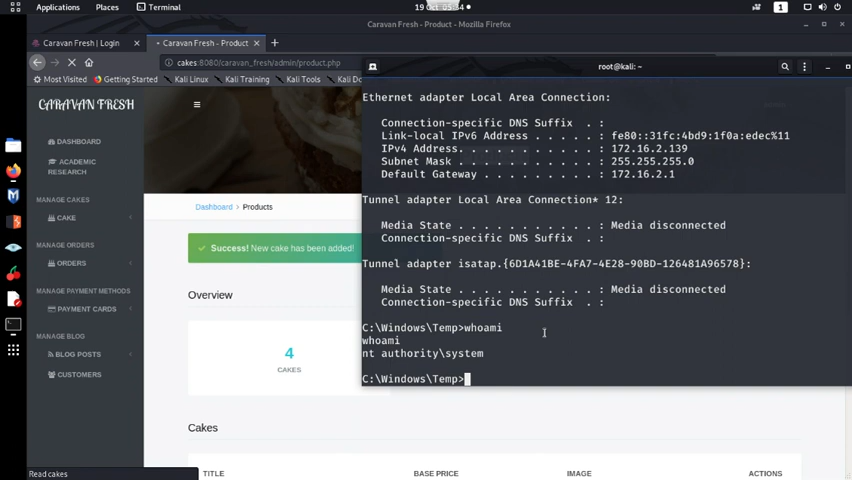 Applications Places Terminal 19 Oct 1
Caravan Fresh - Product - Mozilla Firefox
Caravan Fresh | Login × Caravan Fresh - Product × +
cakes:8080/caravan_fresh/admin/product.php
Most Visited Getting Started Kali Linux Kali Training Kali Tools
root@kali: ~
CARAVAN FRESH
DASHBOARD
ACADEMIC
RESEARCH
MANAGE CAKES
CAKE
MANAGE ORDERS
ORDERS
MANAGE PAYMENT METHODS
PAYMENT CARDS
MANAGE BLOG
BLOG POSTS
CUSTOMERS
Read cakes
Dashboard > Products
Success! New cake has been added!
Overview
4
CAKES
Cakes
TITLE BASE PRICE IMAGE ACTIONS
Ethernet adapter Local Area Connection:
Connection-specific DNS Suffix . :
Link-local IPv6 Address . . . . . : fe80::31fc:4bd9:1f0a:edec%11
IPv4 Address. . . . . . . . . . . : 172.16.2.139
Subnet Mask . . . . . . . . . . . : 255.255.255.0
Default Gateway . . . . . . . . . : 172.16.2.1
Tunnel adapter Local Area Connection* 12:
Media State . . . . . . . . . . . : Media disconnected
Connection-specific DNS Suffix . :
Tunnel adapter isatap.{6D1A41BE-4FA7-4E28-90BD-126481A96578}:
Media State . . . . . . . . . . . : Media disconnected
Connection-specific DNS Suffix . :
C:\Windows\Temp>whoami
whoami
nt authority\system
C:\Windows\Temp>